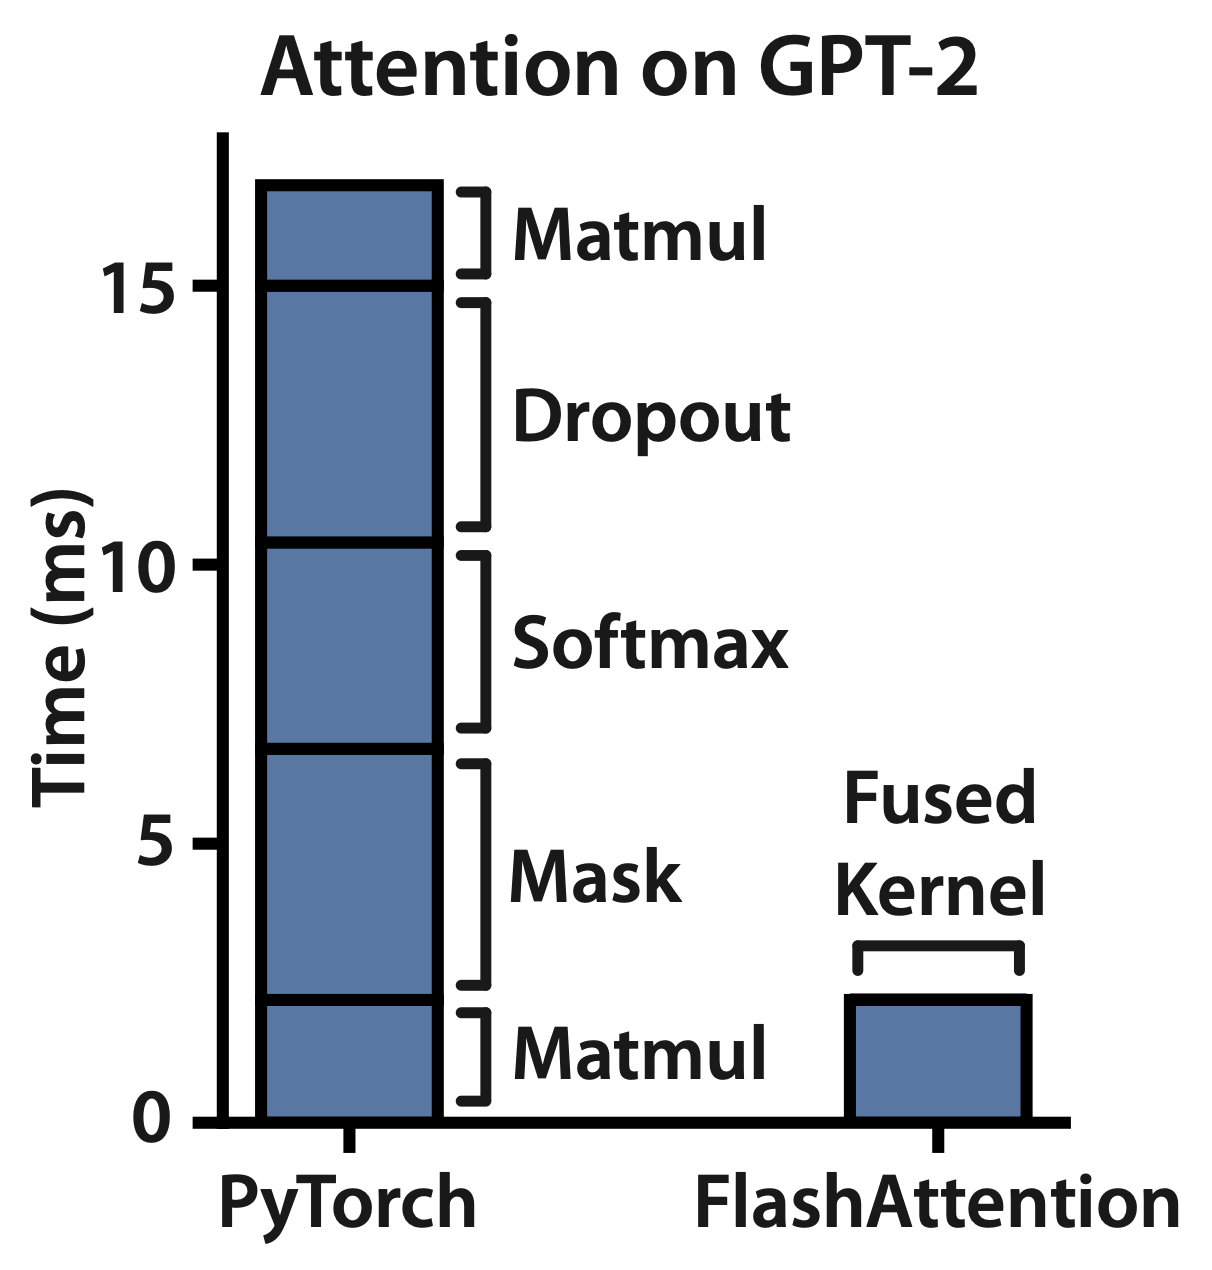 Attention on GPT-2
Time (ms)
15
10
5
0
Matmul
Dropout
Softmax
Mask
Matmul
Fused
Kernel
PyTorch
FlashAttention